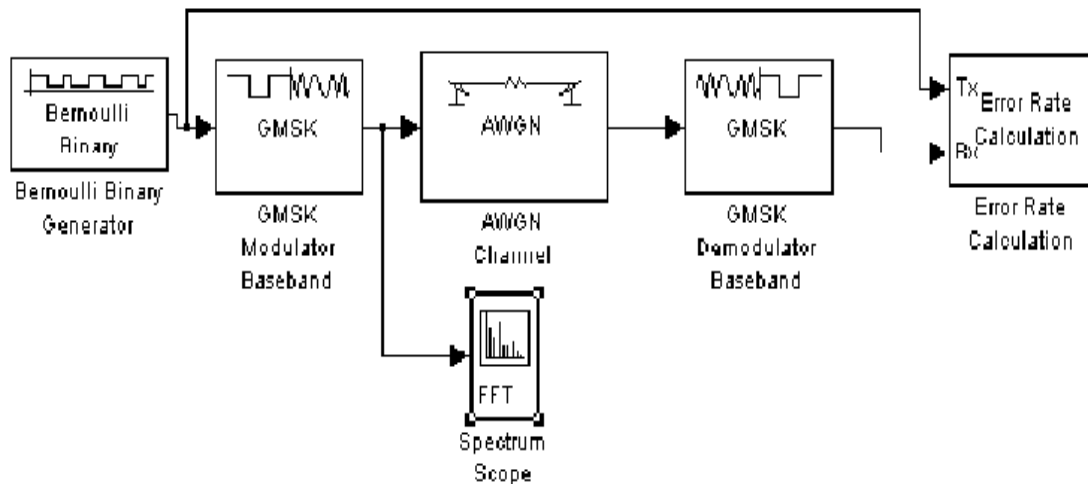 Bernoulli
Binary
Bernoulli Binary
Generator
GMSK
GMSK
Modulator
Baseband
AWGN
AWGN
Channel
GMSK
GMSK
Demodulator
Baseband
Tx
Rx
Error Rate
Calculation
Error Rate
Calculation
FFT
Spectrum
Scope